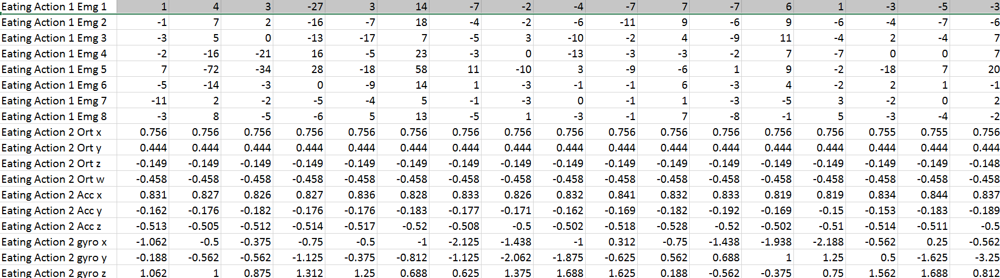 Eating Action 1 Emg 1 1 4 3 -27 3 14 -7 -2 -4 -7 7 -7 6 1 -3 -5 -3
Eating Action 1 Emg 2 -1 7 2 -16 -7 18 -4 -2 -6 -11 9 -6 9 -6 -4 -7 -6
Eating Action 1 Emg 3 -3 5 0 -13 -17 7 -5 3 -10 -2 4 -9 11 -4 2 -4 7
Eating Action 1 Emg 4 -2 -16 -21 16 -5 23 -3 0 -13 -3 -3 -2 7 -7 0 0 7
Eating Action 1 Emg 5 7 -72 -34 28 -18 58 11 -10 3 -9 -6 1 9 -2 -18 7 20
Eating Action 1 Emg 6 -5 -14 -3 0 -9 14 1 -3 -1 -1 6 -3 4 -2 2 1 -1
Eating Action 1 Emg 7 -11 2 -2 -5 -4 5 -1 -3 0 -1 1 -3 -5 3 -2 0 2
Eating Action 1 Emg 8 -3 8 -5 -6 5 13 -5 1 -3 -1 7 -8 -1 5 -3 -4 -2
Eating Action 2 Ort x 0.756 0.756 0.756 0.756 0.756 0.756 0.756 0.756 0.756 0.756 0.756 0.756 0.756 0.756 0.755 0.755 0.756
Eating Action 2 Ort y 0.444 0.444 0.444 0.444 0.444 0.444 0.444 0.444 0.444 0.444 0.444 0.444 0.444 0.444 0.444 0.444 0.444
Eating Action 2 Ort z -0.149 -0.149 -0.149 -0.149 -0.149 -0.149 -0.149 -0.149 -0.149 -0.149 -0.149 -0.149 -0.149 -0.149 -0.149 -0.149 -0.148
Eating Action 2 Ort w -0.458 -0.458 -0.458 -0.458 -0.458 -0.458 -0.458 -0.458 -0.458 -0.458 -0.458 -0.458 -0.458 -0.458 -0.458 -0.458 -0.458
Eating Action 2 Acc x 0.831 0.827 0.826 0.827 0.836 0.828 0.833 0.826 0.832 0.841 0.832 0.833 0.819 0.819 0.834 0.844 0.837
Eating Action 2 Acc y -0.162 -0.176 -0.182 -0.176 -0.176 -0.183 -0.177 -0.171 -0.162 -0.169 -0.182 -0.192 -0.169 -0.15 -0.153 -0.183 -0.189
Eating Action 2 Acc z -0.513 -0.505 -0.512 -0.514 -0.517 -0.52 -0.508 -0.5 -0.502 -0.518 -0.528 -0.52 -0.502 -0.51 -0.514 -0.511 -0.5
Eating Action 2 gyro x -1.062 -0.5 -0.375 -0.75 -0.5 -1 -2.125 -1.438 -1 0.312 -0.75 -1.438 -1.938 -2.188 -0.562 0.25 -0.562
Eating Action 2 gyro y -0.188 -0.562 -0.562 -1.125 -0.375 -0.812 -1.125 -2.062 -1.875 -0.625 0.562 0.688 1 1.25 0.5 -1.625 -3.25
Eating Action 2 gyro z 1.062 1 0.875 1.312 1.25 0.688 0.625 1.375 1.688 1.625 0.188 -0.562 -0.375 0.75 1.562 1.688 0.812